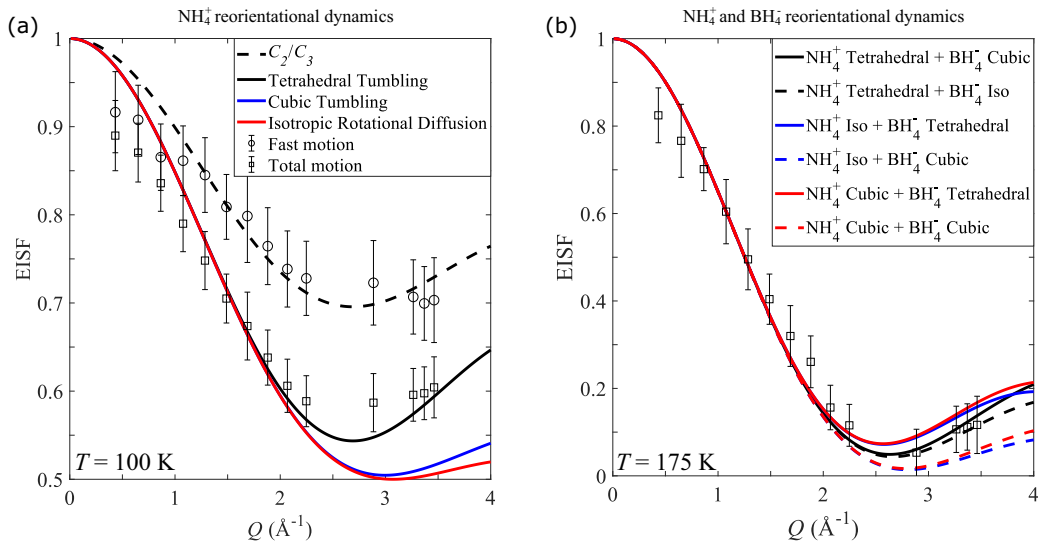 (a)
NH₄⁺ reorientational dynamics
C₂/C₃
Tetrahedral Tumbling
Cubic Tumbling
Isotropic Rotational Diffusion
Fast motion
Total motion
1
0.9
0.8
0.7
0.6
0.5
EISF
T = 100 K
0 1 2 3 4
Q (Å⁻¹)
(b)
NH₄⁺ and BH₄⁻ reorientational dynamics
NH₄⁺ Tetrahedral + BH₄⁻ Cubic
NH₄⁺ Tetrahedral + BH₄⁻ Iso
NH₄⁺ Iso + BH₄⁻ Tetrahedral
NH₄⁺ Iso + BH₄⁻ Cubic
NH₄⁺ Cubic + BH₄⁻ Tetrahedral
NH₄⁺ Cubic + BH₄⁻ Cubic
1
0.8
0.6
0.4
0.2
0
EISF
T = 175 K
0 1 2 3 4
Q (Å⁻¹)